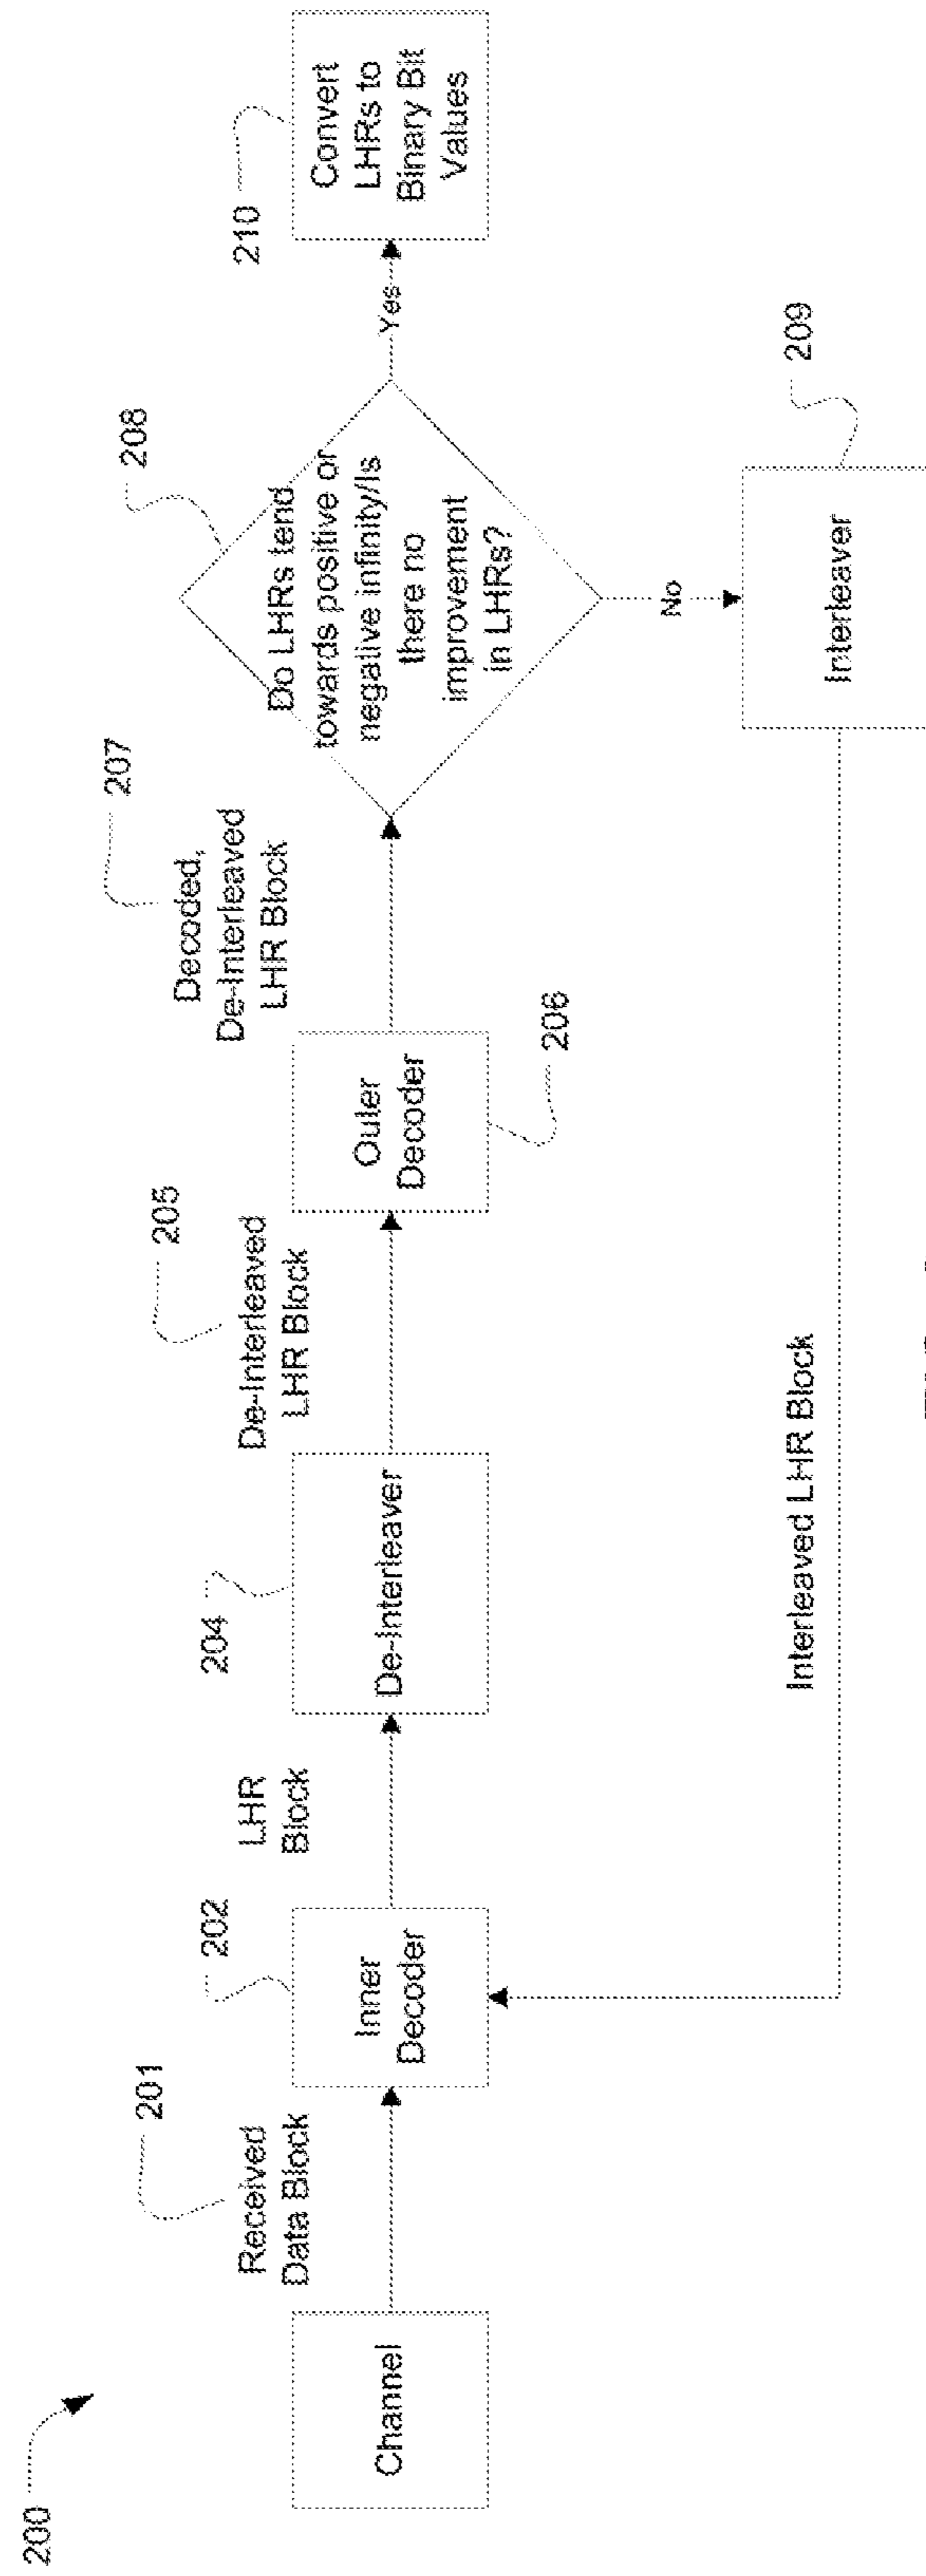 200
Channel
201
Received
Data Block
202
Inner
Decoder
LHR
Block
204
De-Interleaver
205
De-Interleaved
LHR Block
206
Outer
Decoder
207
Decoded,
De-Interleaved
LHR Block
208
Do LHRs tend
towards positive or
negative infinity/Is
there no
improvement
in LHRs?
Yes
210
Convert
LHRs to
Binary Bit
Values
No
209
Interleaver
Interleaved LHR Block